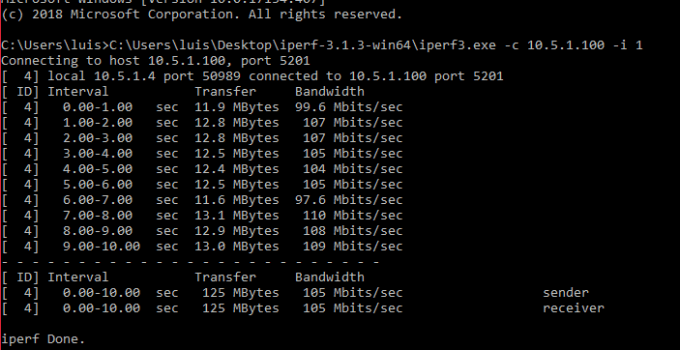 Microsoft Windows [Version 10.0.17134.407]
(c) 2018 Microsoft Corporation. All rights reserved.
C:\Users\luis>C:\Users\luis\Desktop\iperf-3.1.3-win64\iperf3.exe -c 10.5.1.100 -i 1
Connecting to host 10.5.1.100, port 5201
[  4] local 10.5.1.4 port 50989 connected to 10.5.1.100 port 5201
[ ID] Interval           Transfer     Bandwidth
[  4]   0.00-1.00   sec  11.9 MBytes  99.6 Mbits/sec
[  4]   1.00-2.00   sec  12.8 MBytes   107 Mbits/sec
[  4]   2.00-3.00   sec  12.8 MBytes   107 Mbits/sec
[  4]   3.00-4.00   sec  12.5 MBytes   105 Mbits/sec
[  4]   4.00-5.00   sec  12.4 MBytes   104 Mbits/sec
[  4]   5.00-6.00   sec  12.5 MBytes   105 Mbits/sec
[  4]   6.00-7.00   sec  11.6 MBytes  97.6 Mbits/sec
[  4]   7.00-8.00   sec  13.1 MBytes   110 Mbits/sec
[  4]   8.00-9.00   sec  12.9 MBytes   108 Mbits/sec
[  4]   9.00-10.00  sec  13.0 MBytes   109 Mbits/sec
- - - - - - - - - - - - - - - - - - - - - - - - -
[ ID] Interval           Transfer     Bandwidth
[  4]   0.00-10.00  sec   125 MBytes   105 Mbits/sec                  sender
[  4]   0.00-10.00  sec   125 MBytes   105 Mbits/sec                  receiver
iperf Done.